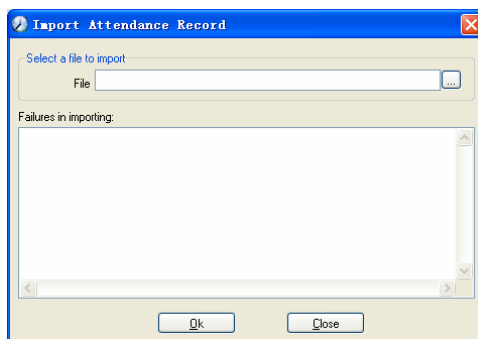 Import Attendance Record
Select a file to import
File
...
Failures in importing:
Ok
Close